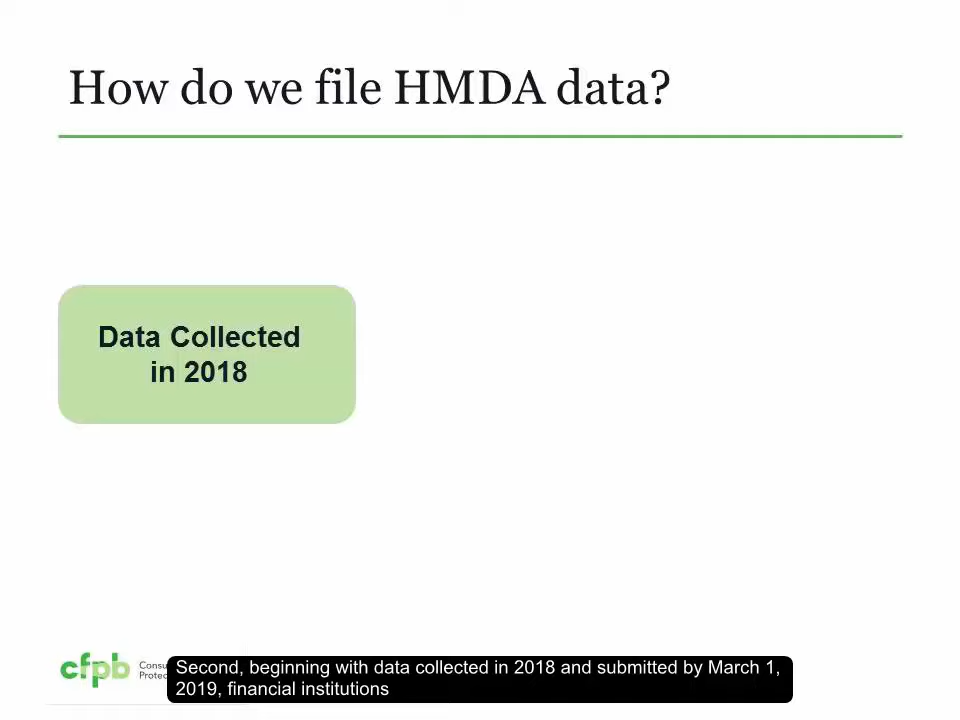 How do we file HMDA data?
Data Collected
in 2018
cfpb
Second, beginning with data collected in 2018 and submitted by March 1,
2019, financial institutions